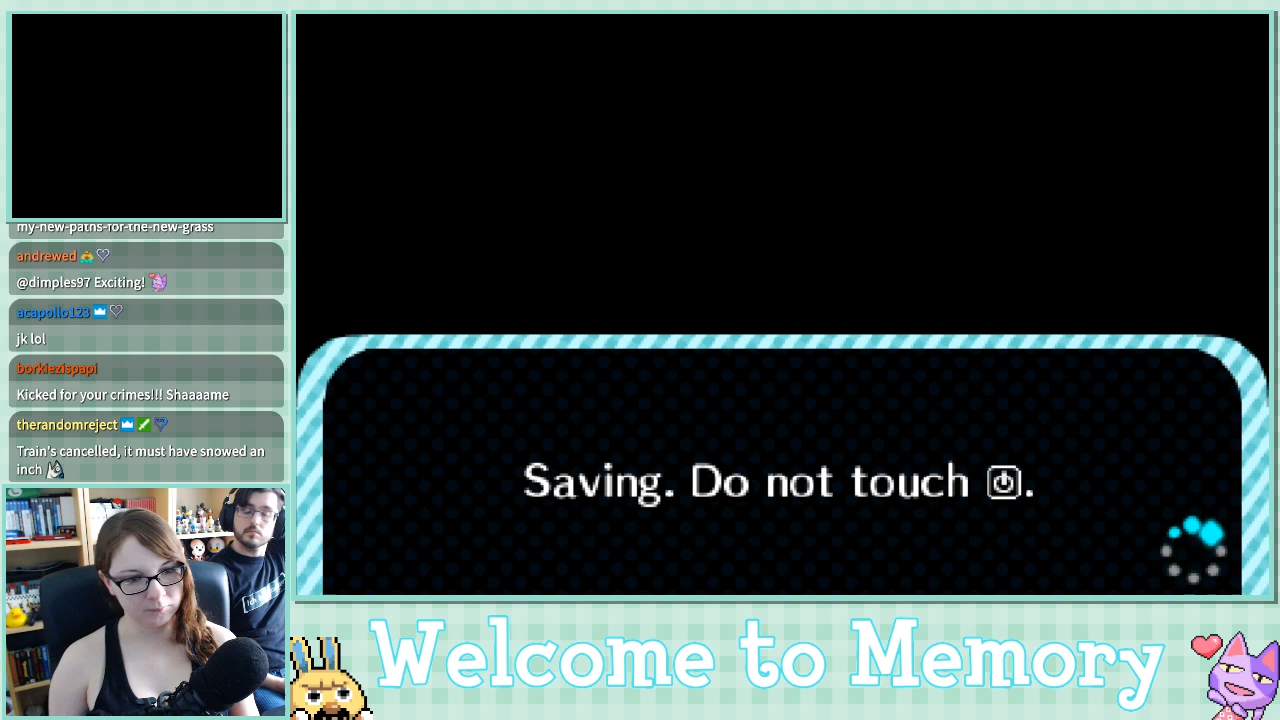 my-new-paths-for-the-new-grass
andrewed
@dimples97 Exciting!
acapollo123
jk lol
borkiezispapi
Kicked for your crimes!!! Shaaaame
therandomreject
Train's cancelled, it must have snowed an
inch
Saving. Do not touch .
Welcome to Memory